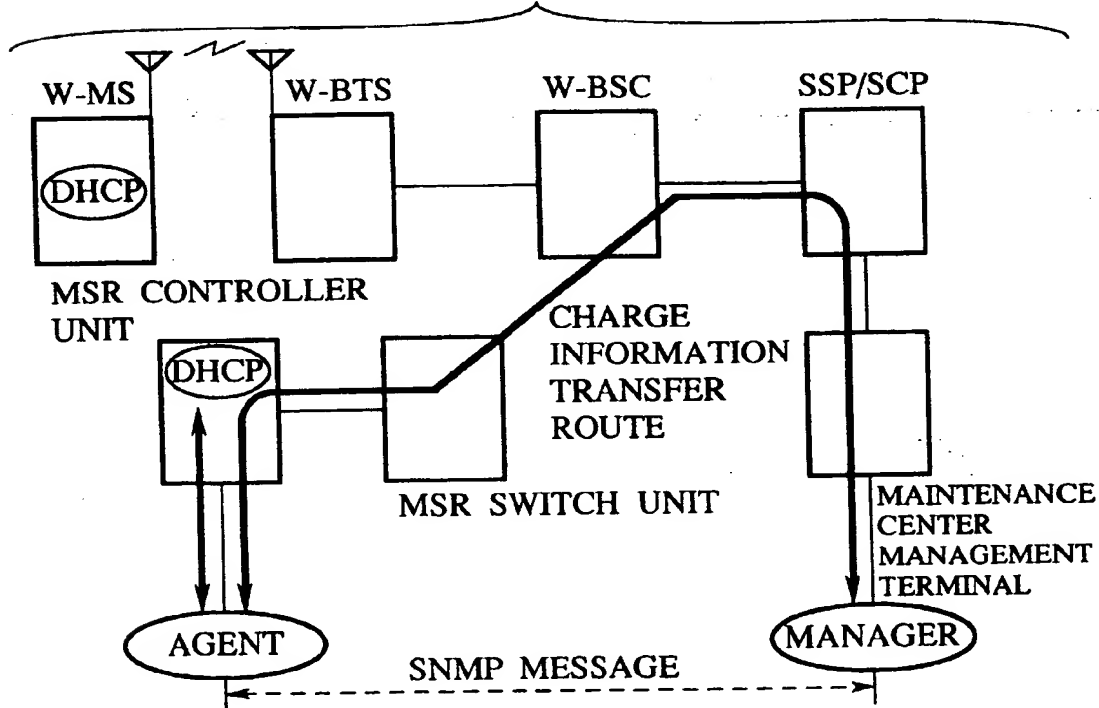 W-MS
W-BTS
W-BSC
SSP/SCP
DHCP
MSR CONTROLLER
UNIT
DHCP
CHARGE
INFORMATION
TRANSFER
ROUTE
MSR SWITCH UNIT
MAINTENANCE
CENTER
MANAGEMENT
TERMINAL
AGENT
MANAGER
SNMP MESSAGE